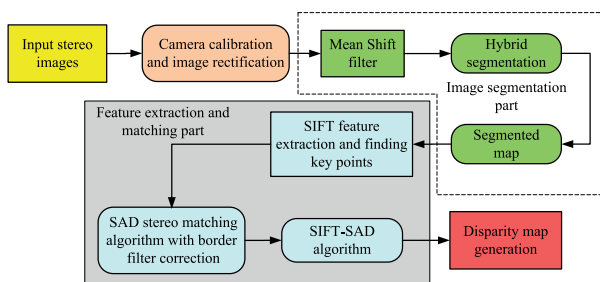 Input stereo
images
Camera calibration
and image rectification
Mean Shift
filter
Hybrid
segmentation
Image segmentation
part
Segmented
map
Feature extraction and
matching part
SIFT feature
extraction and finding
key points
SAD stereo matching
algorithm with border
filter correction
SIFT-SAD
algorithm
Disparity map
generation